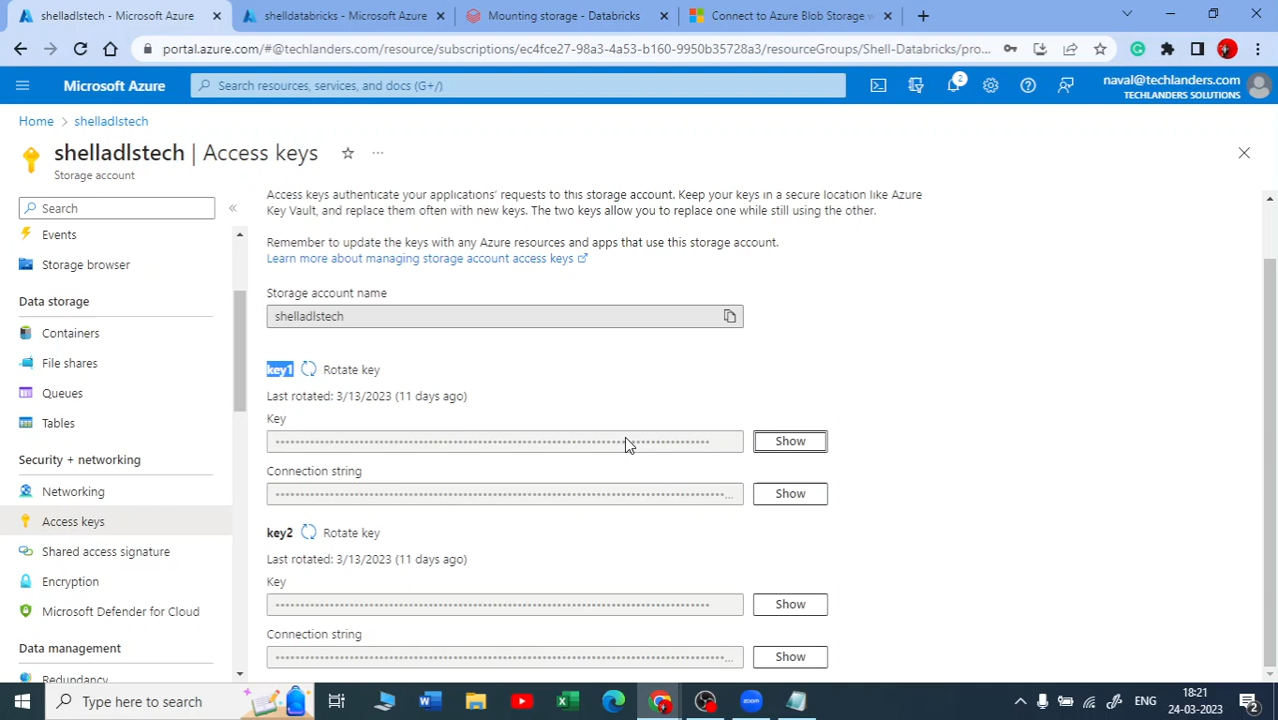 shelladlstech - Microsoft Azure
shelldatabricks - Microsoft Azure
Mounting storage - Databricks
Connect to Azure Blob Storage w
portal.azure.com/#@techlanders.com/resource/subscriptions/ec4fce27-98a3-4a53-b160-9950b35728a3/resourceGroups/Shell-Databricks/pro...
Microsoft Azure
Search resources, services, and docs (G+/)
2
naval@techlanders.com
TECHLANDERS SOLUTIONS
Home > shelladlstech
shelladlstech | Access keys
Storage account
Search
Events
Storage browser
Data storage
Containers
File shares
Queues
Tables
Security + networking
Networking
Access keys
Shared access signature
Encryption
Microsoft Defender for Cloud
Data management
Redundancy
Access keys authenticate your applications' requests to this storage account. Keep your keys in a secure location like Azure
Key Vault, and replace them often with new keys. The two keys allow you to replace one while still using the other.
Remember to update the keys with any Azure resources and apps that use this storage account.
Learn more about managing storage account access keys
Storage account name
shelladlstech
key1 Rotate key
Last rotated: 3/13/2023 (11 days ago)
Key
Show
Connection string
... Show
key2 Rotate key
Last rotated: 3/13/2023 (11 days ago)
Key
Show
Connection string
... Show
Type here to search
ENG
18:21
24-03-2023
2